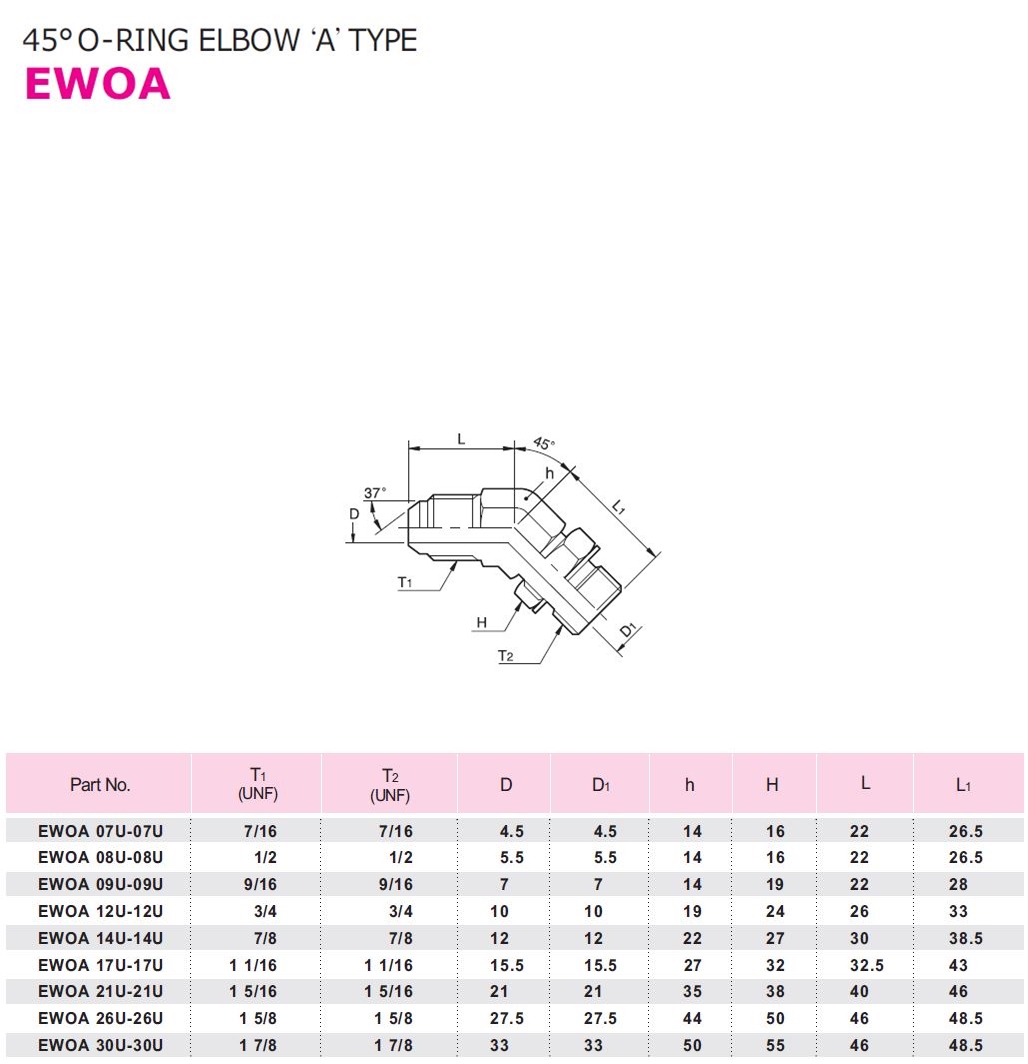 45° O-RING ELBOW ‘A’ TYPE
EWOA
L
45°
h
37°
D
L1
T1
H
D1
T2
Part No. T1 (UNF) T2 (UNF) D D1 h H L L1
EWOA 07U-07U 7/16 7/16 4.5 4.5 14 16 22 26.5
EWOA 08U-08U 1/2 1/2 5.5 5.5 14 16 22 26.5
EWOA 09U-09U 9/16 9/16 7 7 14 19 22 28
EWOA 12U-12U 3/4 3/4 10 10 19 24 26 33
EWOA 14U-14U 7/8 7/8 12 12 22 27 30 38.5
EWOA 17U-17U 1 1/16 1 1/16 15.5 15.5 27 32 32.5 43
EWOA 21U-21U 1 5/16 1 5/16 21 21 35 38 40 46
EWOA 26U-26U 1 5/8 1 5/8 27.5 27.5 44 50 46 48.5
EWOA 30U-30U 1 7/8 1 7/8 33 33 50 55 46 48.5